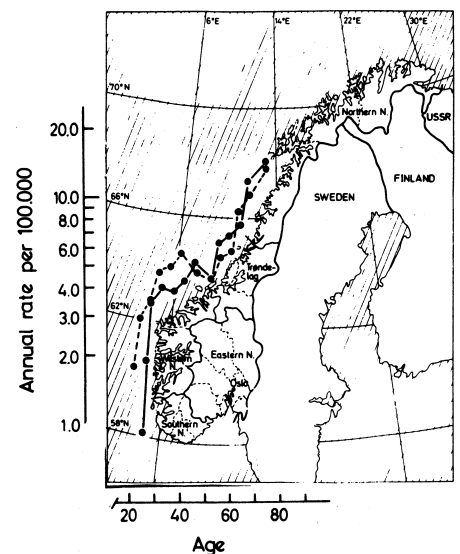 6°E 14°E 22°E 30°E
70°N
66°N
62°N
58°N
Northern N.
USSR
SWEDEN
FINLAND
Trønde-
lag
Western
Eastern N.
Oslo
Southern
N.
Annual rate per 100.000
20.0
10.0
8.0
6.0
4.0
3.0
2.0
1.0
20 40 60 80
Age